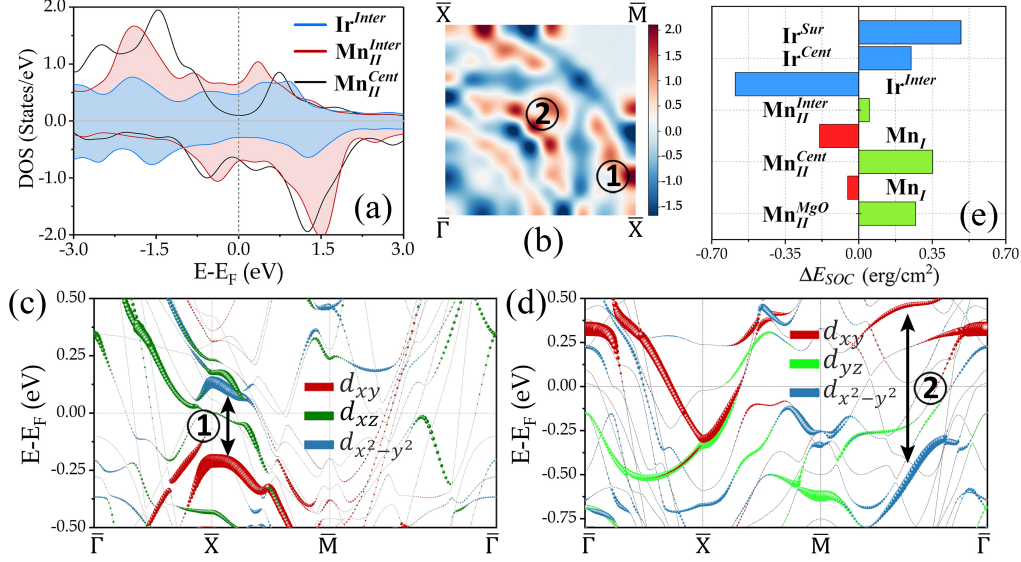 2.0
1.0
0.0
-1.0
-2.0
DOS (States/eV)
-3.0 -1.5 0.0 1.5 3.0
E-E_F (eV)
Ir^Inter
Mn_II^Inter
Mn_II^Cent
(a)
X̅ M̅
Γ̅ X̅
①
②
2.0
1.5
1.0
0.5
0.0
-0.5
-1.0
-1.5
(b)
Ir^Sur
Ir^Cent
Ir^Inter
Mn_II^Inter
Mn_I
Mn_II^Cent
Mn_I
Mn_II^MgO
(e)
-0.70 -0.35 0.00 0.35 0.70
ΔE_SOC (erg/cm²)
(c)
0.50
0.25
0.00
-0.25
-0.50
E-E_F (eV)
①
d_xy
d_xz
d_x²−y²
Γ̅ X̅ M̅ Γ̅
(d)
0.50
0.25
0.00
-0.25
-0.50
-0.75
E-E_F (eV)
d_xy
d_yz
d_x²−y²
②
Γ̅ X̅ M̅ Γ̅